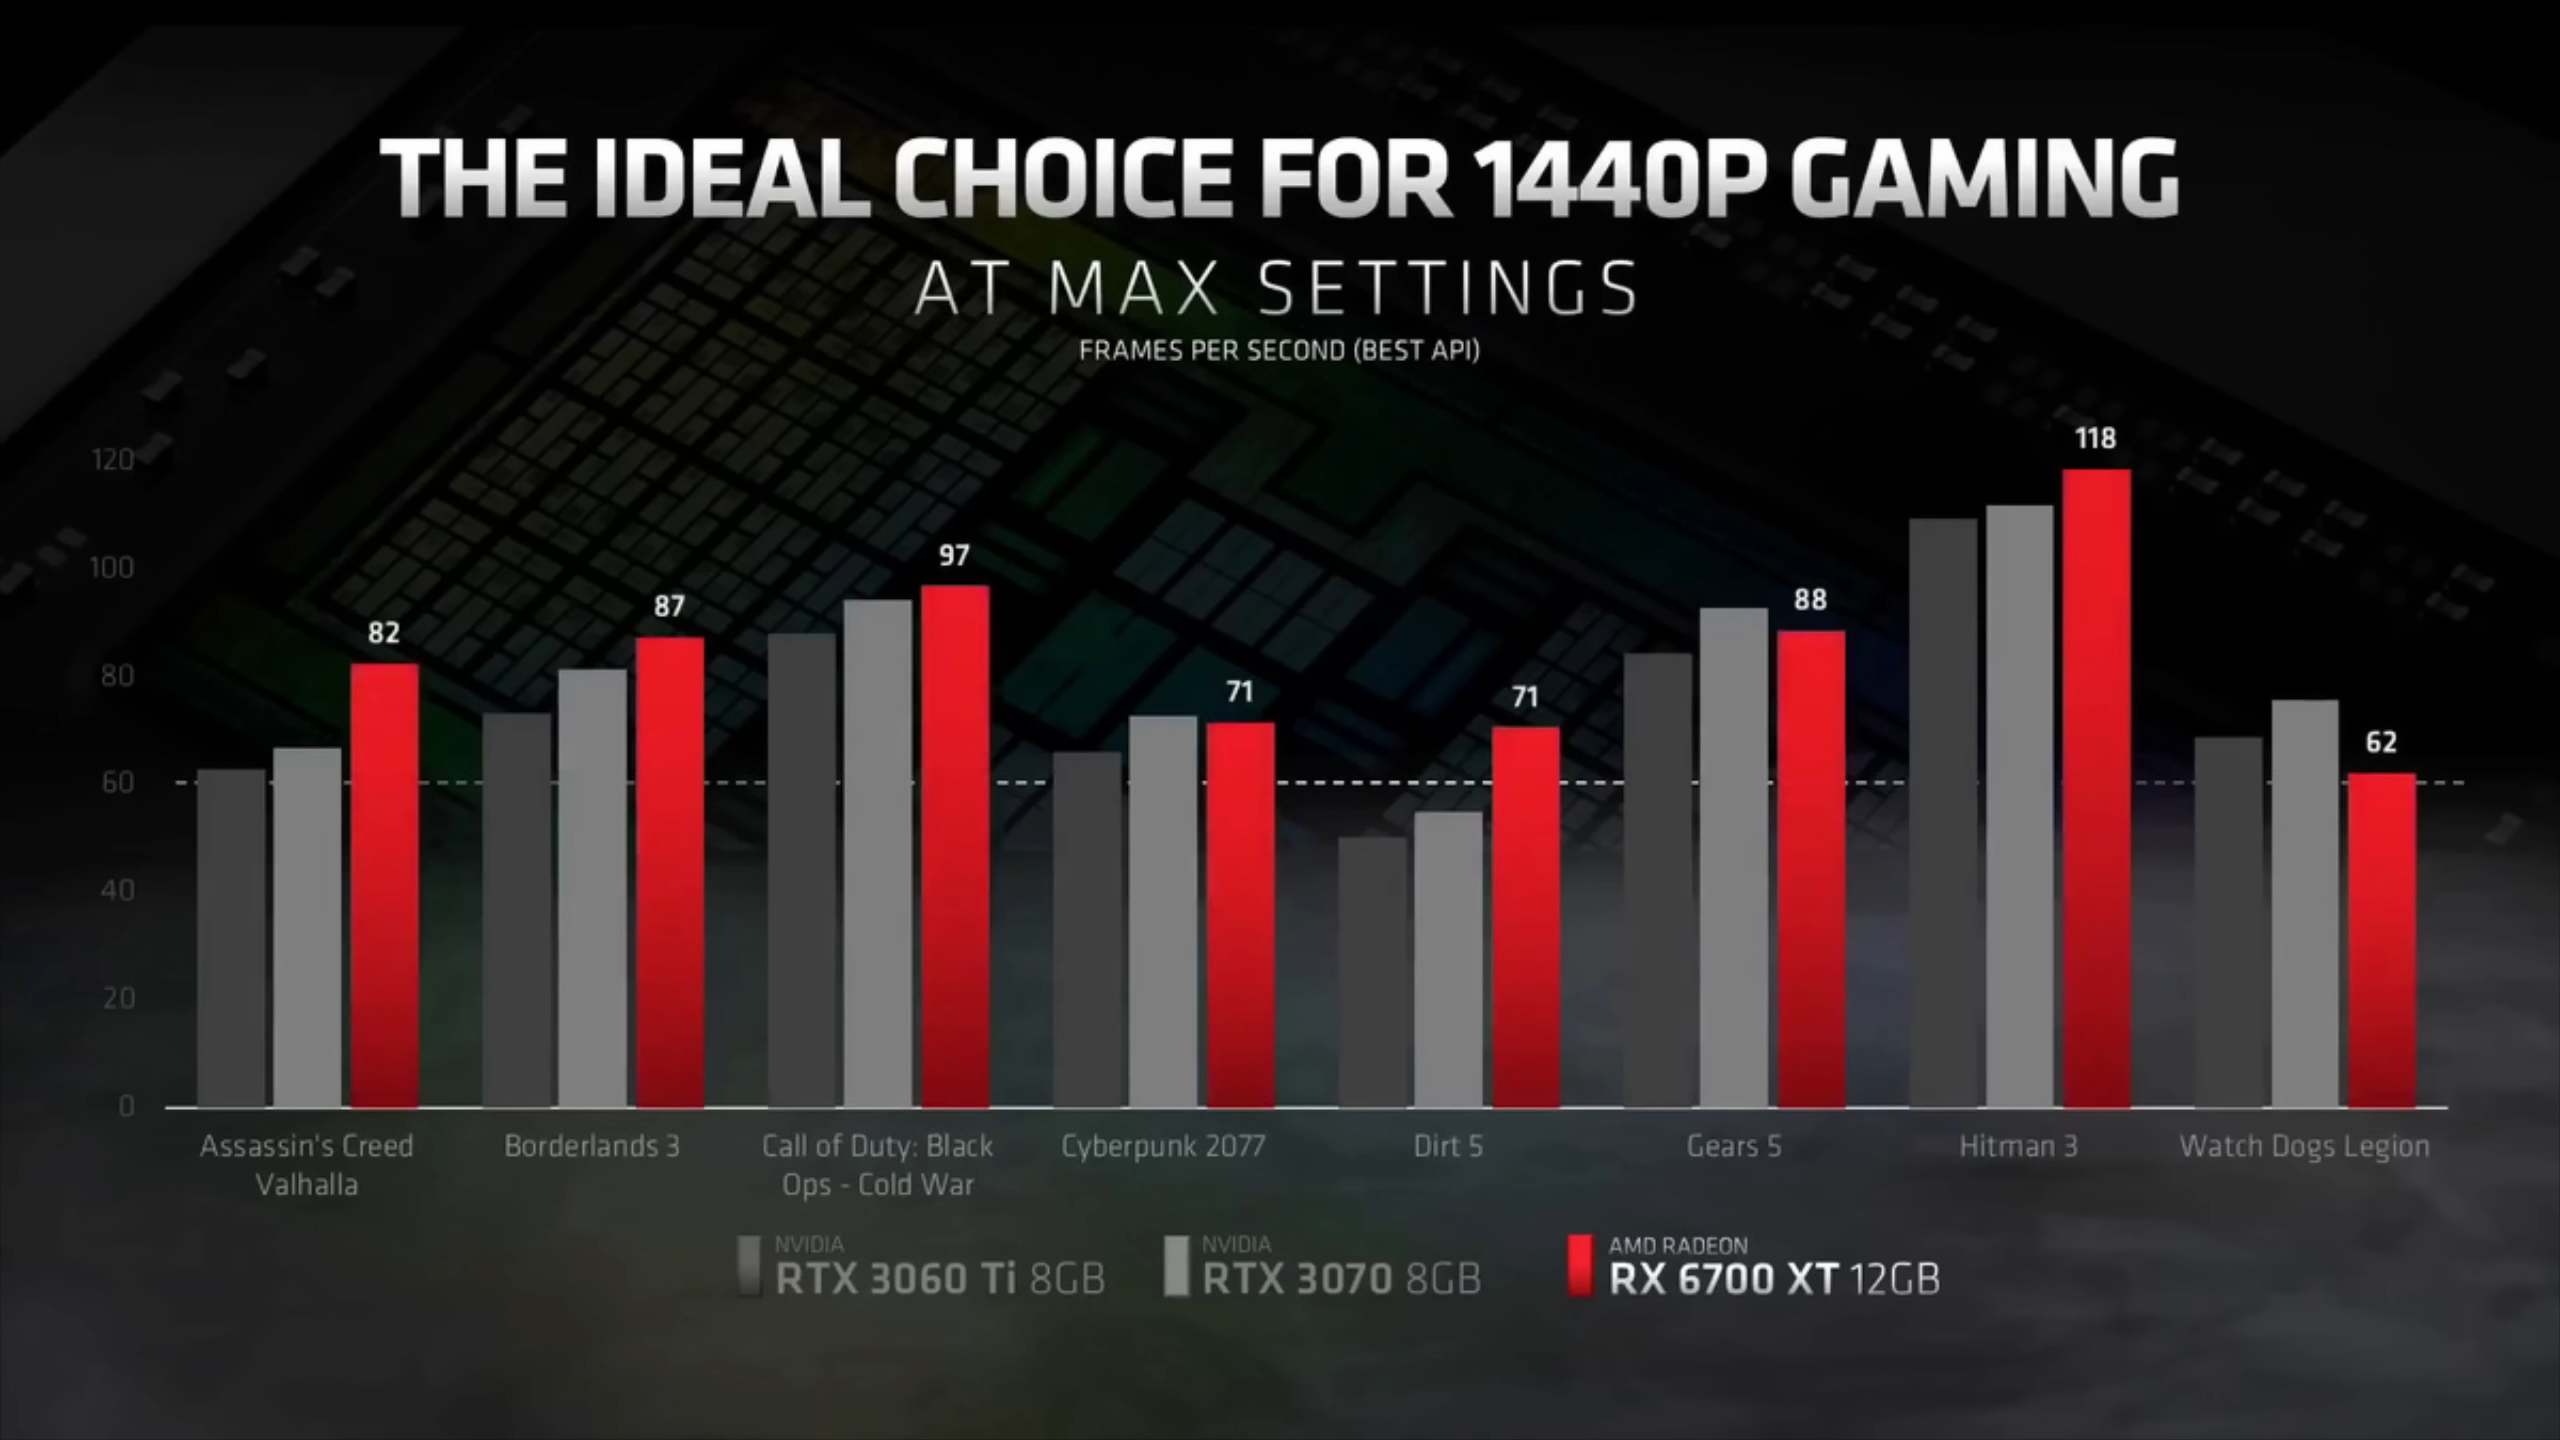 THE IDEAL CHOICE FOR 1440P GAMING
AT MAX SETTINGS
FRAMES PER SECOND (BEST API)
120
100
80
60
40
20
0
82
87
97
71
71
88
118
62
Assassin's Creed
Valhalla
Borderlands 3
Call of Duty: Black
Ops - Cold War
Cyberpunk 2077
Dirt 5
Gears 5
Hitman 3
Watch Dogs Legion
NVIDIA
RTX 3060 Ti 8GB
NVIDIA
RTX 3070 8GB
AMD RADEON
RX 6700 XT 12GB